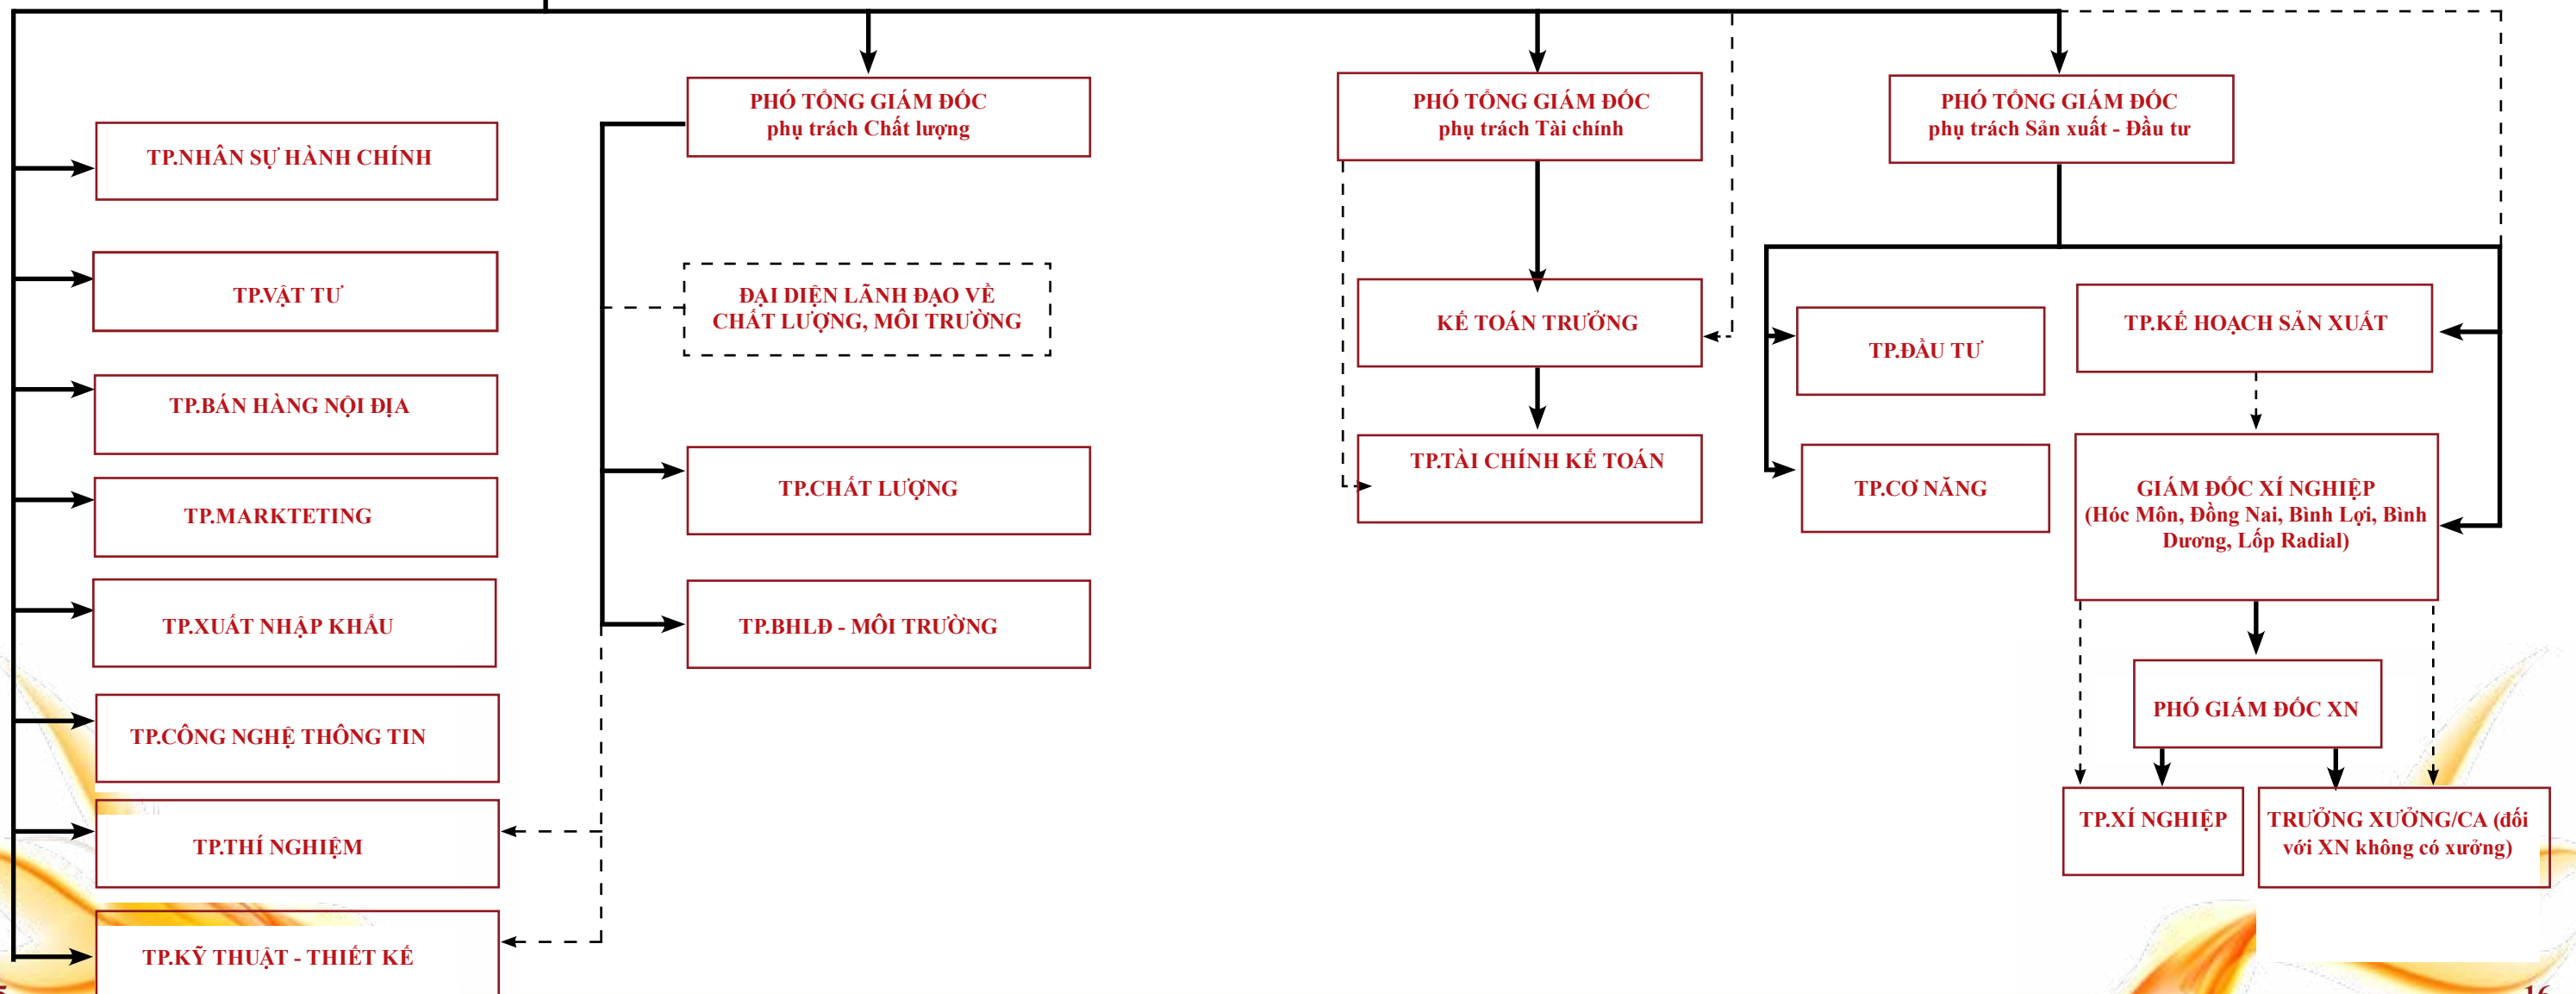 TP.NHÂN SỰ HÀNH CHÍNH
TP.VẬT TƯ
TP.BÁN HÀNG NỘI ĐỊA
TP.MARKTETING
TP.XUẤT NHẬP KHẨU
TP.CÔNG NGHỆ THÔNG TIN
TP.THÍ NGHIỆM
TP.KỸ THUẬT - THIẾT KẾ
PHÓ TỔNG GIÁM ĐỐC
phụ trách Chất lượng
ĐẠI DIỆN LÃNH ĐẠO VỀ
CHẤT LƯỢNG, MÔI TRƯỜNG
TP.CHẤT LƯỢNG
TP.BHLĐ - MÔI TRƯỜNG
PHÓ TỔNG GIÁM ĐỐC
phụ trách Tài chính
KẾ TOÁN TRƯỞNG
TP.TÀI CHÍNH KẾ TOÁN
PHÓ TỔNG GIÁM ĐỐC
phụ trách Sản xuất - Đầu tư
TP.ĐẦU TƯ
TP.CƠ NĂNG
TP.KẾ HOẠCH SẢN XUẤT
GIÁM ĐỐC XÍ NGHIỆP
(Hóc Môn, Đồng Nai, Bình Lợi, Bình
Dương, Lốp Radial)
PHÓ GIÁM ĐỐC XN
TP.XÍ NGHIỆP
TRƯỞNG XƯỞNG/CA (đối
với XN không có xưởng)